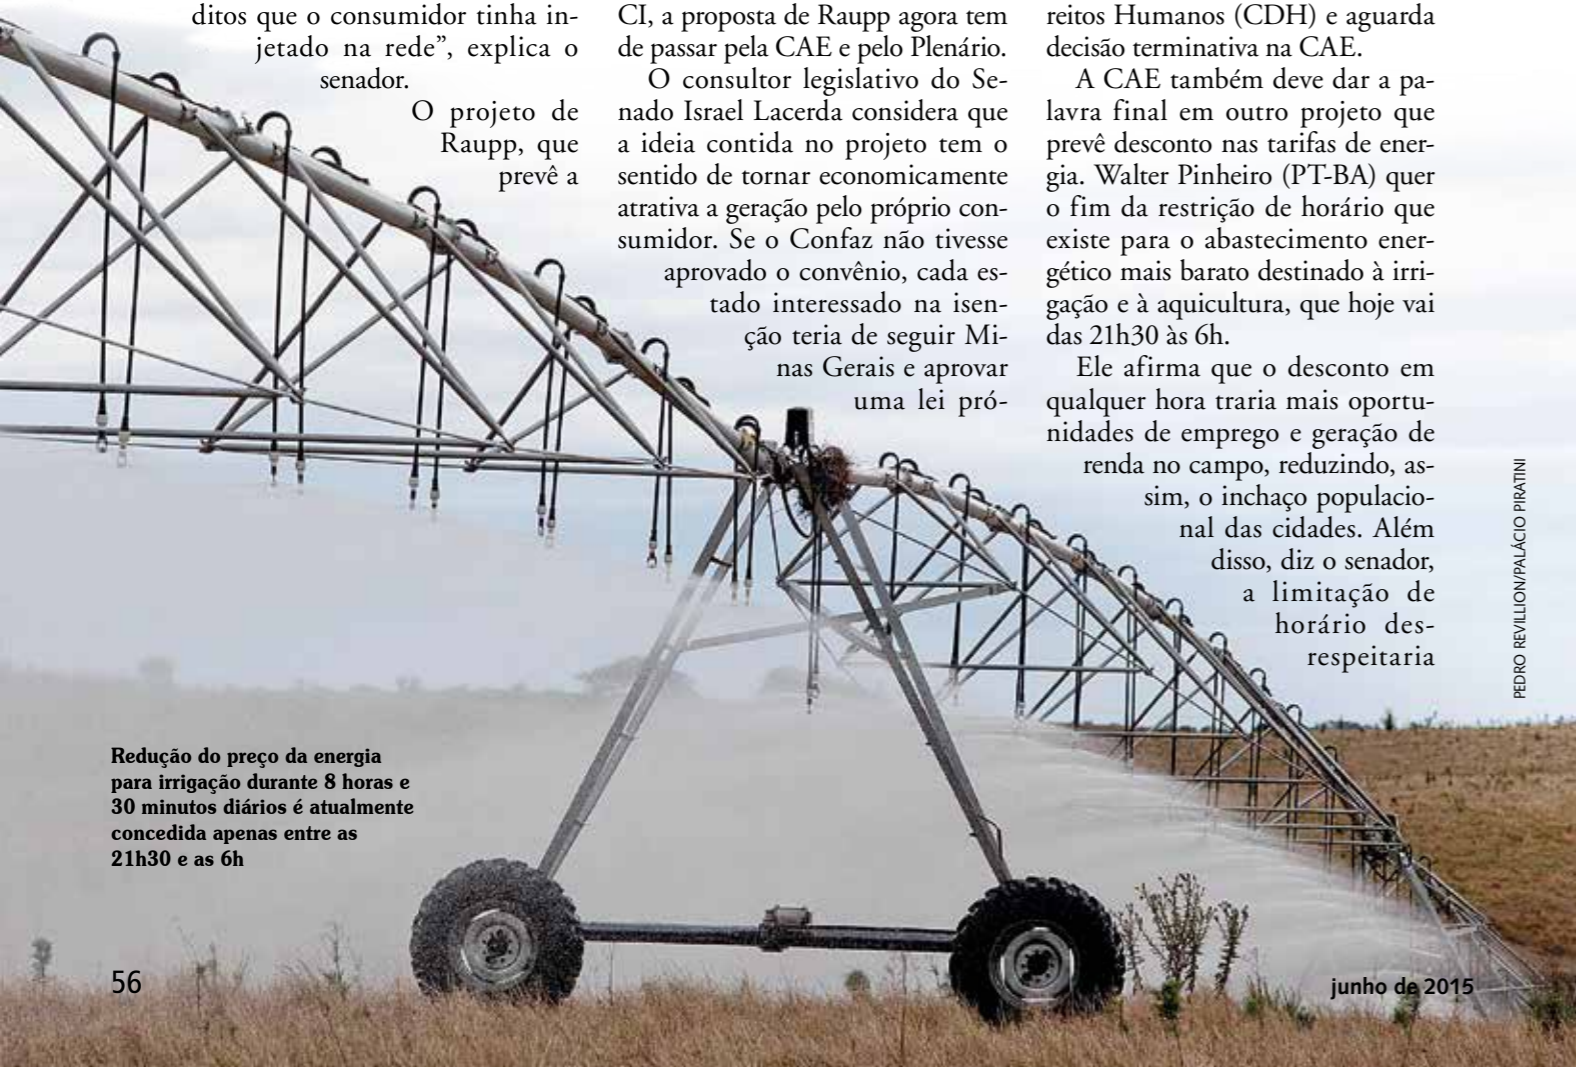 ditos que o consumidor tinha in-
jetado na rede”, explica o
senador.
O projeto de
Raupp, que
prevê a
CI, a proposta de Raupp agora tem
de passar pela CAE e pelo Plenário.
O consultor legislativo do Se-
nado Israel Lacerda considera que
a ideia contida no projeto tem o
sentido de tornar economicamente
atrativa a geração pelo próprio con-
sumidor. Se o Confaz não tivesse
aprovado o convênio, cada es-
tado interessado na isen-
ção teria de seguir Mi-
nas Gerais e aprovar
uma lei pró-
reitos Humanos (CDH) e aguarda
decisão terminativa na CAE.
A CAE também deve dar a pa-
lavra final em outro projeto que
prevê desconto nas tarifas de ener-
gia. Walter Pinheiro (PT-BA) quer
o fim da restrição de horário que
existe para o abastecimento ener-
gético mais barato destinado à irri-
gação e à aquicultura, que hoje vai
das 21h30 às 6h.
Ele afirma que o desconto em
qualquer hora traria mais oportu-
nidades de emprego e geração de
renda no campo, reduzindo, as-
sim, o inchaço populacio-
nal das cidades. Além
disso, diz o senador,
a limitação de
horário des-
respeitaria
PEDRO REVILLION/PALÁCIO PIRATINI
Redução do preço da energia
para irrigação durante 8 horas e
30 minutos diários é atualmente
concedida apenas entre as
21h30 e as 6h
56
junho de 2015